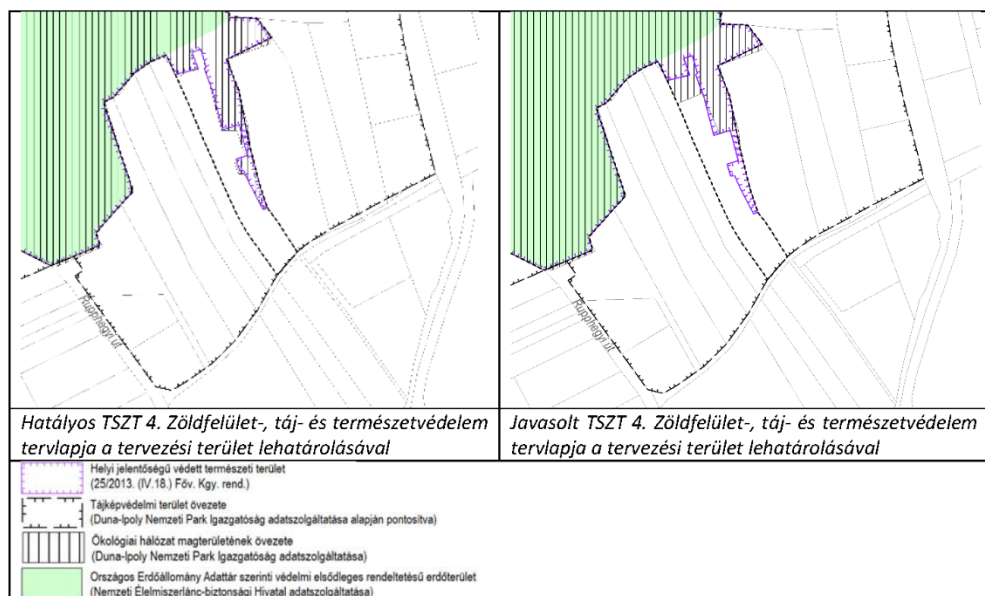 Rupphegyi út
Rupphegyi út
Hatályos TSZT 4. Zöldfelület-, táj- és természetvédelem
tervlapja a tervezési terület lehatárolásával
Javasolt TSZT 4. Zöldfelület-, táj- és természetvédelem
tervlapja a tervezési terület lehatárolásával
Helyi jelentőségű védett természeti terület
(25/2013. (IV.18.) Főv. Kgy. rend.)
Tájképvédelmi terület övezete
(Duna-Ipoly Nemzeti Park Igazgatóság adatszolgáltatása alapján pontosítva)
Ökológiai hálózat magterületének övezete
(Duna-Ipoly Nemzeti Park Igazgatóság adatszolgáltatása)
Országos Erdőállomány Adattár szerinti védelmi elsődleges rendeltetésű erdőterület
(Nemzeti Élelmiszerlánc-biztonsági Hivatal adatszolgáltatása)